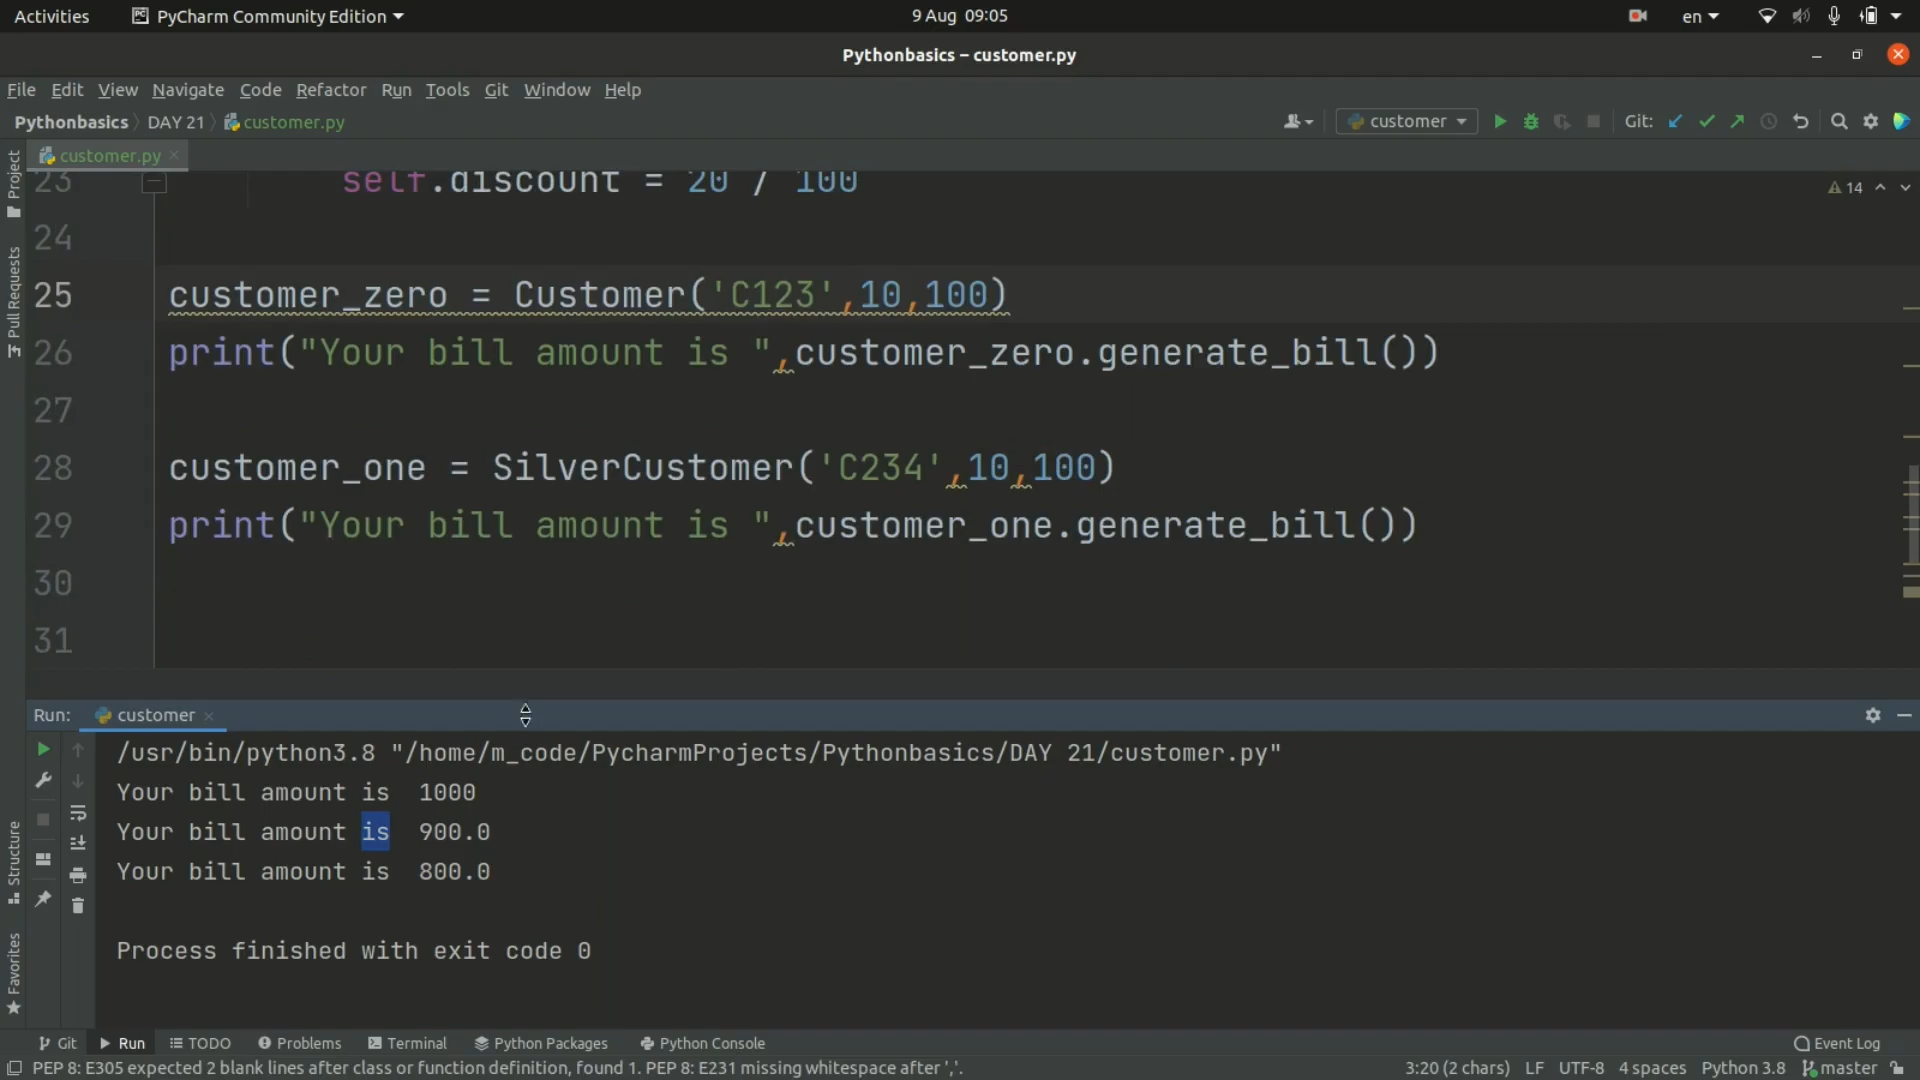 Activities PyCharm Community Edition 9 Aug 09:05 en
Pythonbasics – customer.py
File Edit View Navigate Code Refactor Run Tools Git Window Help
Pythonbasics DAY 21 customer.py customer Git:
customer.py
Project
Pull Requests
Structure
Favorites
14
23 self.discount = 20 / 100
24
25 customer_zero = Customer('C123',10,100)
26 print("Your bill amount is ",customer_zero.generate_bill())
27
28 customer_one = SilverCustomer('C234',10,100)
29 print("Your bill amount is ",customer_one.generate_bill())
30
31
Run: customer
/usr/bin/python3.8 "/home/m_code/PycharmProjects/Pythonbasics/DAY 21/customer.py"
Your bill amount is  1000
Your bill amount is  900.0
Your bill amount is  800.0
Process finished with exit code 0
Git Run TODO Problems Terminal Python Packages Python Console Event Log
PEP 8: E305 expected 2 blank lines after class or function definition, found 1. PEP 8: E231 missing whitespace after ','. 3:20 (2 chars) LF UTF-8 4 spaces Python 3.8 master